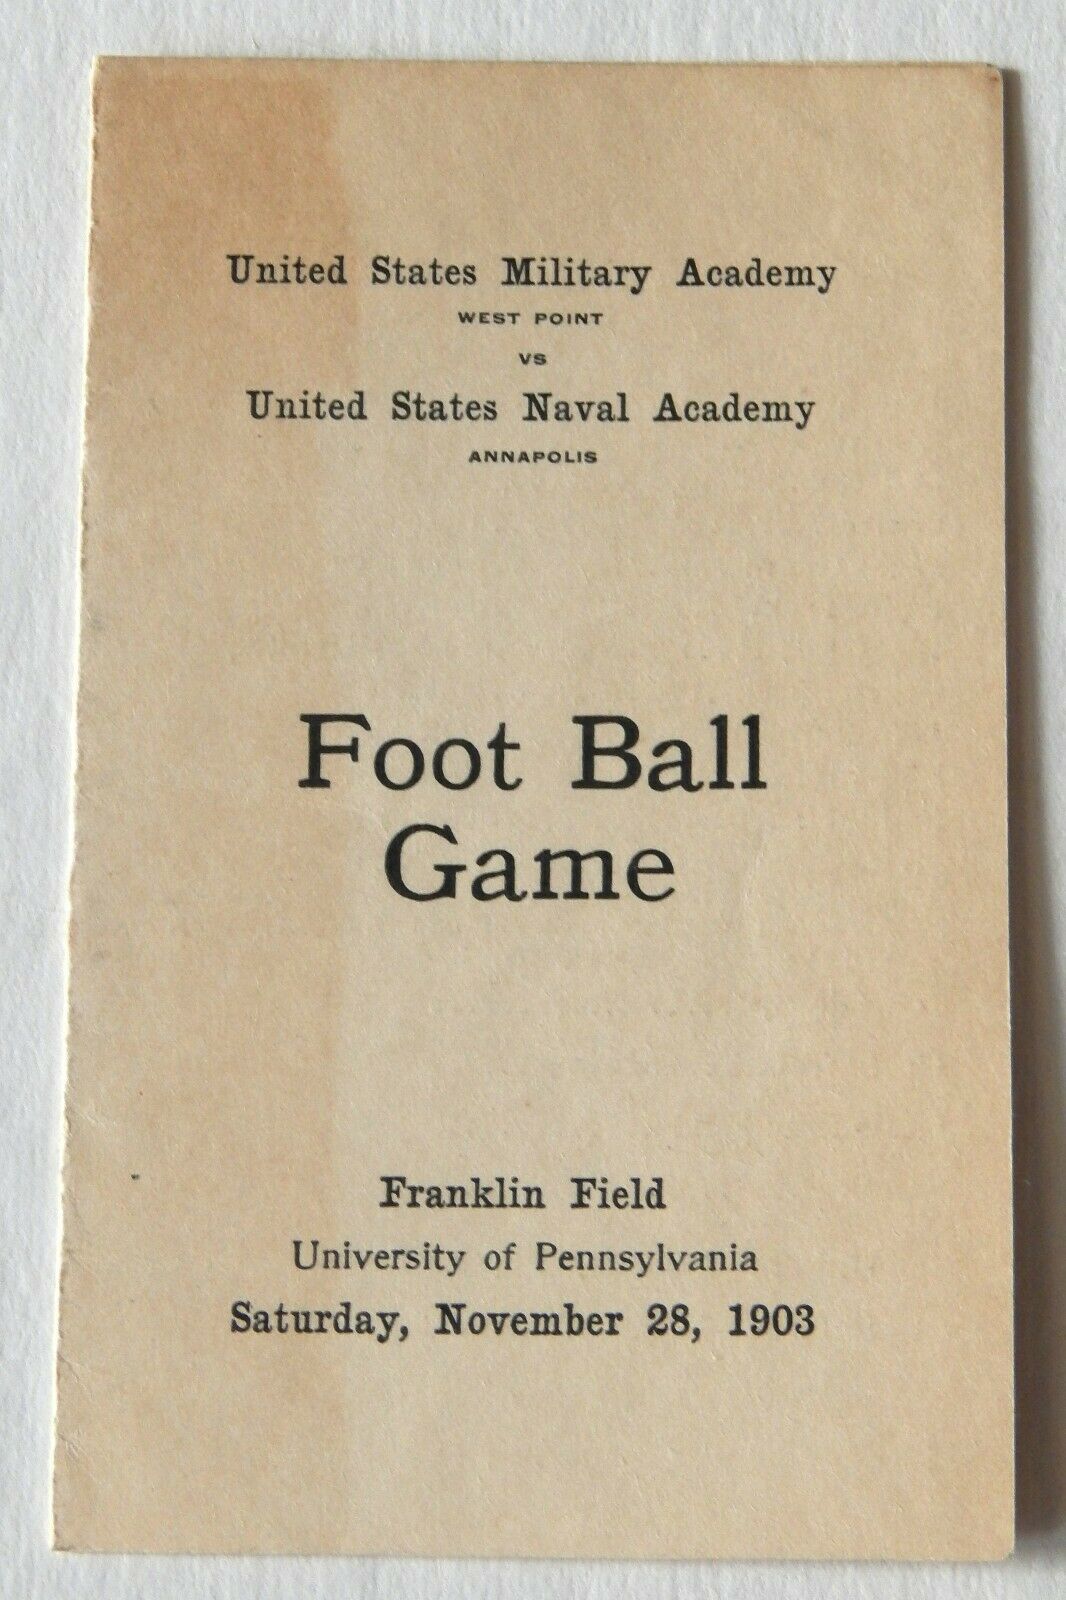 United States Military Academy
WEST POINT
VS
United States Naval Academy
ANNAPOLIS
Foot Ball
Game
Franklin Field
University of Pennsylvania
Saturday, November 28, 1903